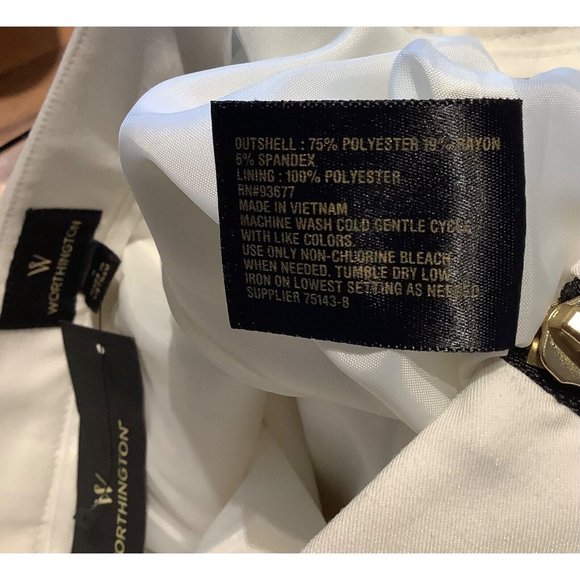 OUTSHELL : 75% POLYESTER 19% RAYON
6% SPANDEX
LINING : 100% POLYESTER
RN#93677
MADE IN VIETNAM
MACHINE WASH COLD GENTLE CYCLE
WITH LIKE COLORS.
USE ONLY NON-CHLORINE BLEACH
WHEN NEEDED. TUMBLE DRY LOW
IRON ON LOWEST SETTING AS NEEDED
SUPPLIER 75143-8
W
WORTHINGTON
W
WORTHINGTON®